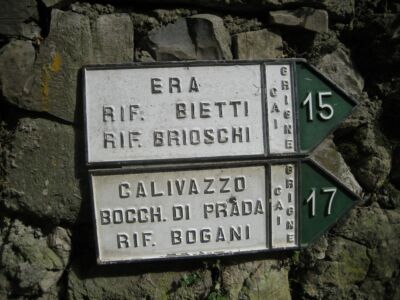 ERA
RIF. BIETTI
RIF. BRIOSCHI
CAI
GRIGNE
15
CALIVAZZO
BOCCH. DI PRADA
RIF. BOGANI
CAI
GRIGNE
17